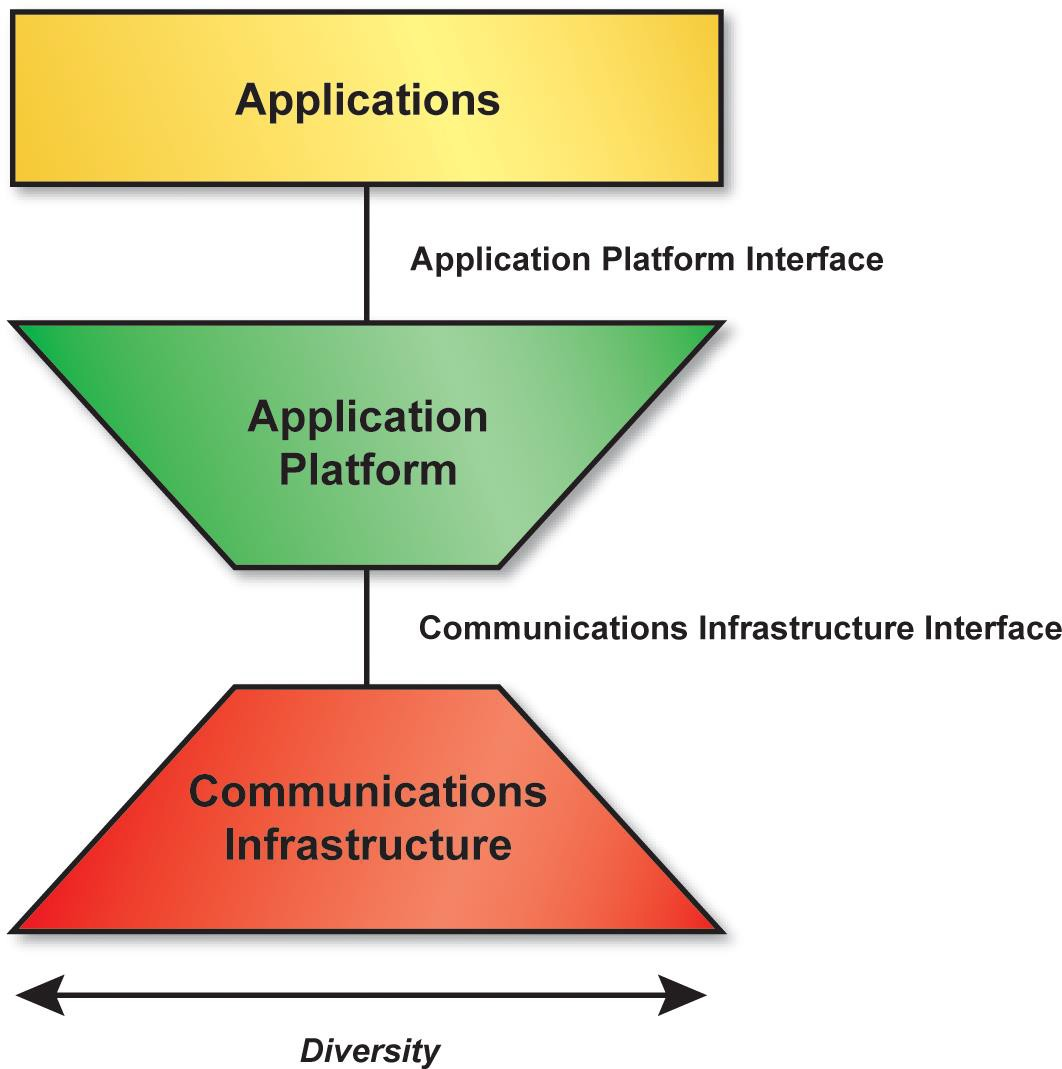 Applications
Application Platform Interface
Application
Platform
Communications Infrastructure Interface
Communications
Infrastructure
Diversity